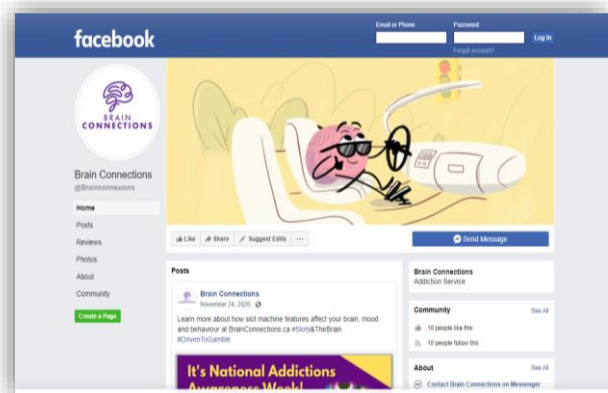 facebook
Email or Phone
Password
Log In
Forgot account?
BRAIN
CONNECTIONS
Brain Connections
@Brainconnexions
Home
Posts
Reviews
Photos
About
Community
Create a Page
Like
Share
Suggest Edits
...
Send Message
Posts
Brain Connections
November 24, 2020
Learn more about how slot machine features affect your brain, mood
and behaviour at BrainConnections.ca #Slots&TheBrain
#DrivenToGamble
It's National Addictions
Awareness Week!
Brain Connections
Addiction Service
Community
See All
10 people like this
10 people follow this
About
See All
Contact Brain Connections on Messenger